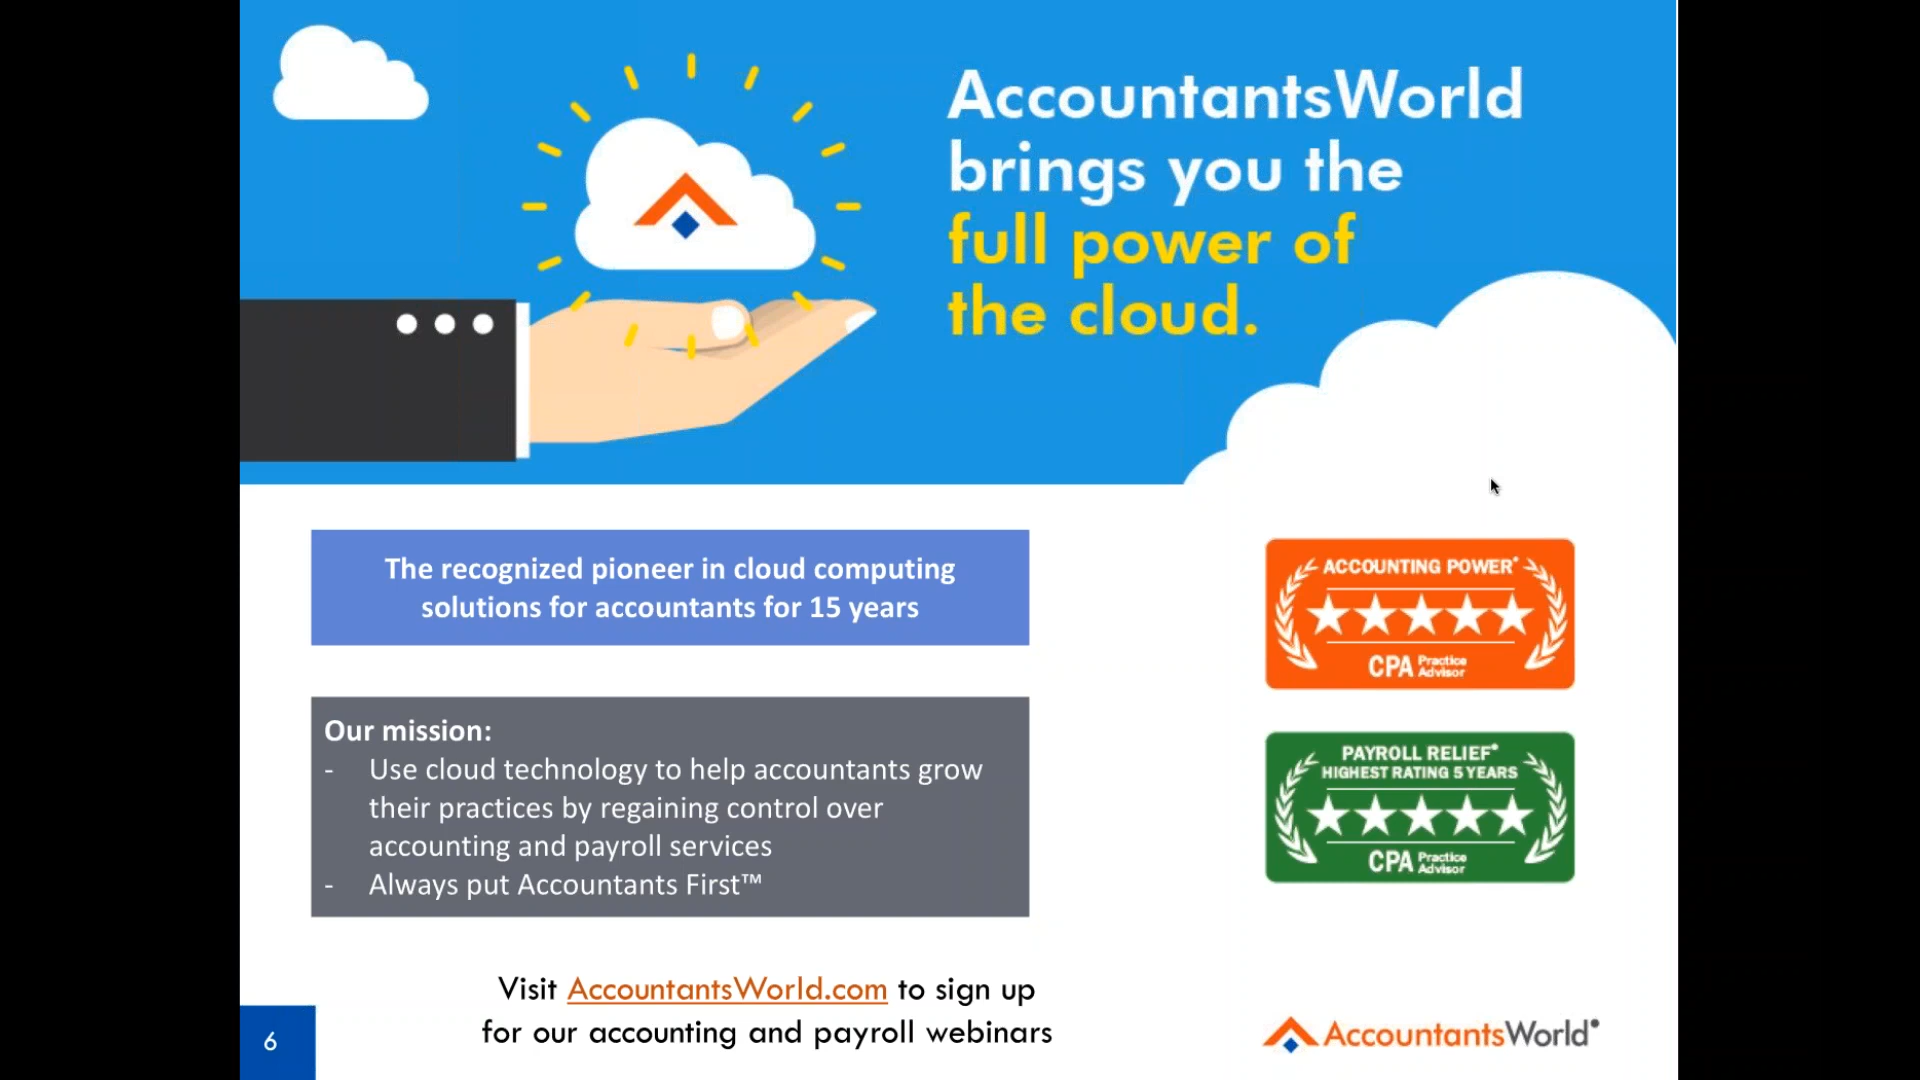 AccountantsWorld
brings you the
full power of
the cloud.
The recognized pioneer in cloud computing
solutions for accountants for 15 years
Our mission:
- Use cloud technology to help accountants grow
their practices by regaining control over
accounting and payroll services
- Always put Accountants First™
ACCOUNTING POWER®
CPA Practice
Advisor
PAYROLL RELIEF®
HIGHEST RATING 5 YEARS
CPA Practice
Advisor
Visit AccountantsWorld.com to sign up
for our accounting and payroll webinars
6
AccountantsWorld®